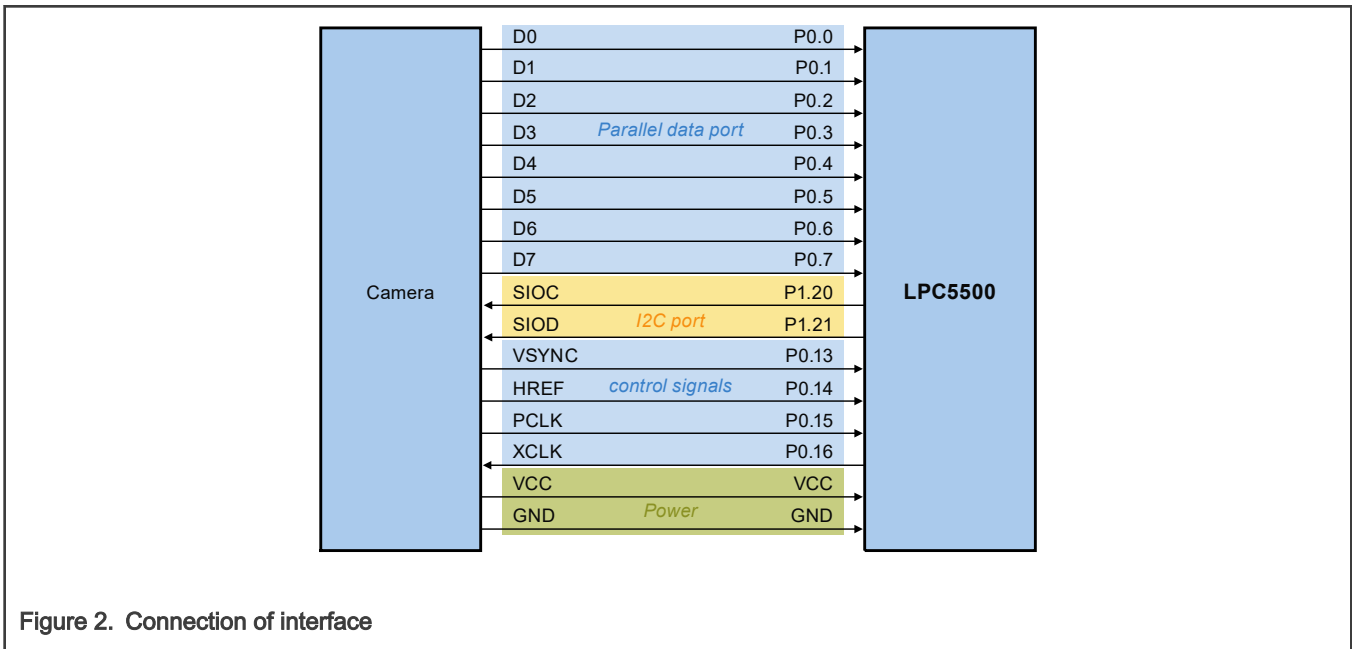 D0 P0.0
D1 P0.1
D2 P0.2
D3 Parallel data port P0.3
D4 P0.4
D5 P0.5
D6 P0.6
D7 P0.7
Camera SIOC P1.20 LPC5500
SIOD I2C port P1.21
VSYNC P0.13
HREF control signals P0.14
PCLK P0.15
XCLK P0.16
VCC VCC
GND Power GND
Figure 2. Connection of interface